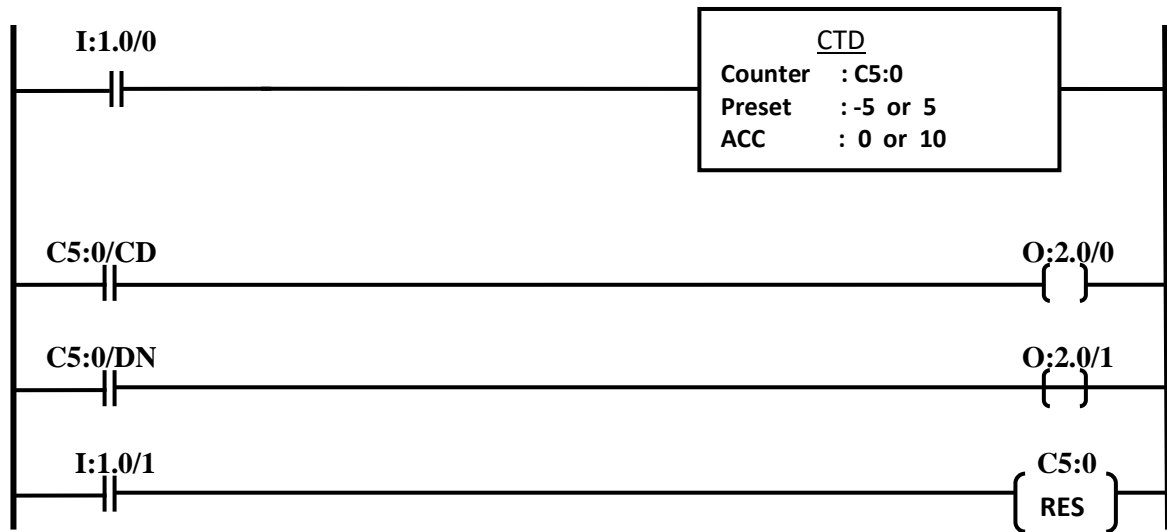 I:1.0/0
CTD
Counter : C5:0
Preset : -5 or 5
ACC : 0 or 10
C5:0/CD O:2.0/0
C5:0/DN O:2.0/1
I:1.0/1 C5:0
RES